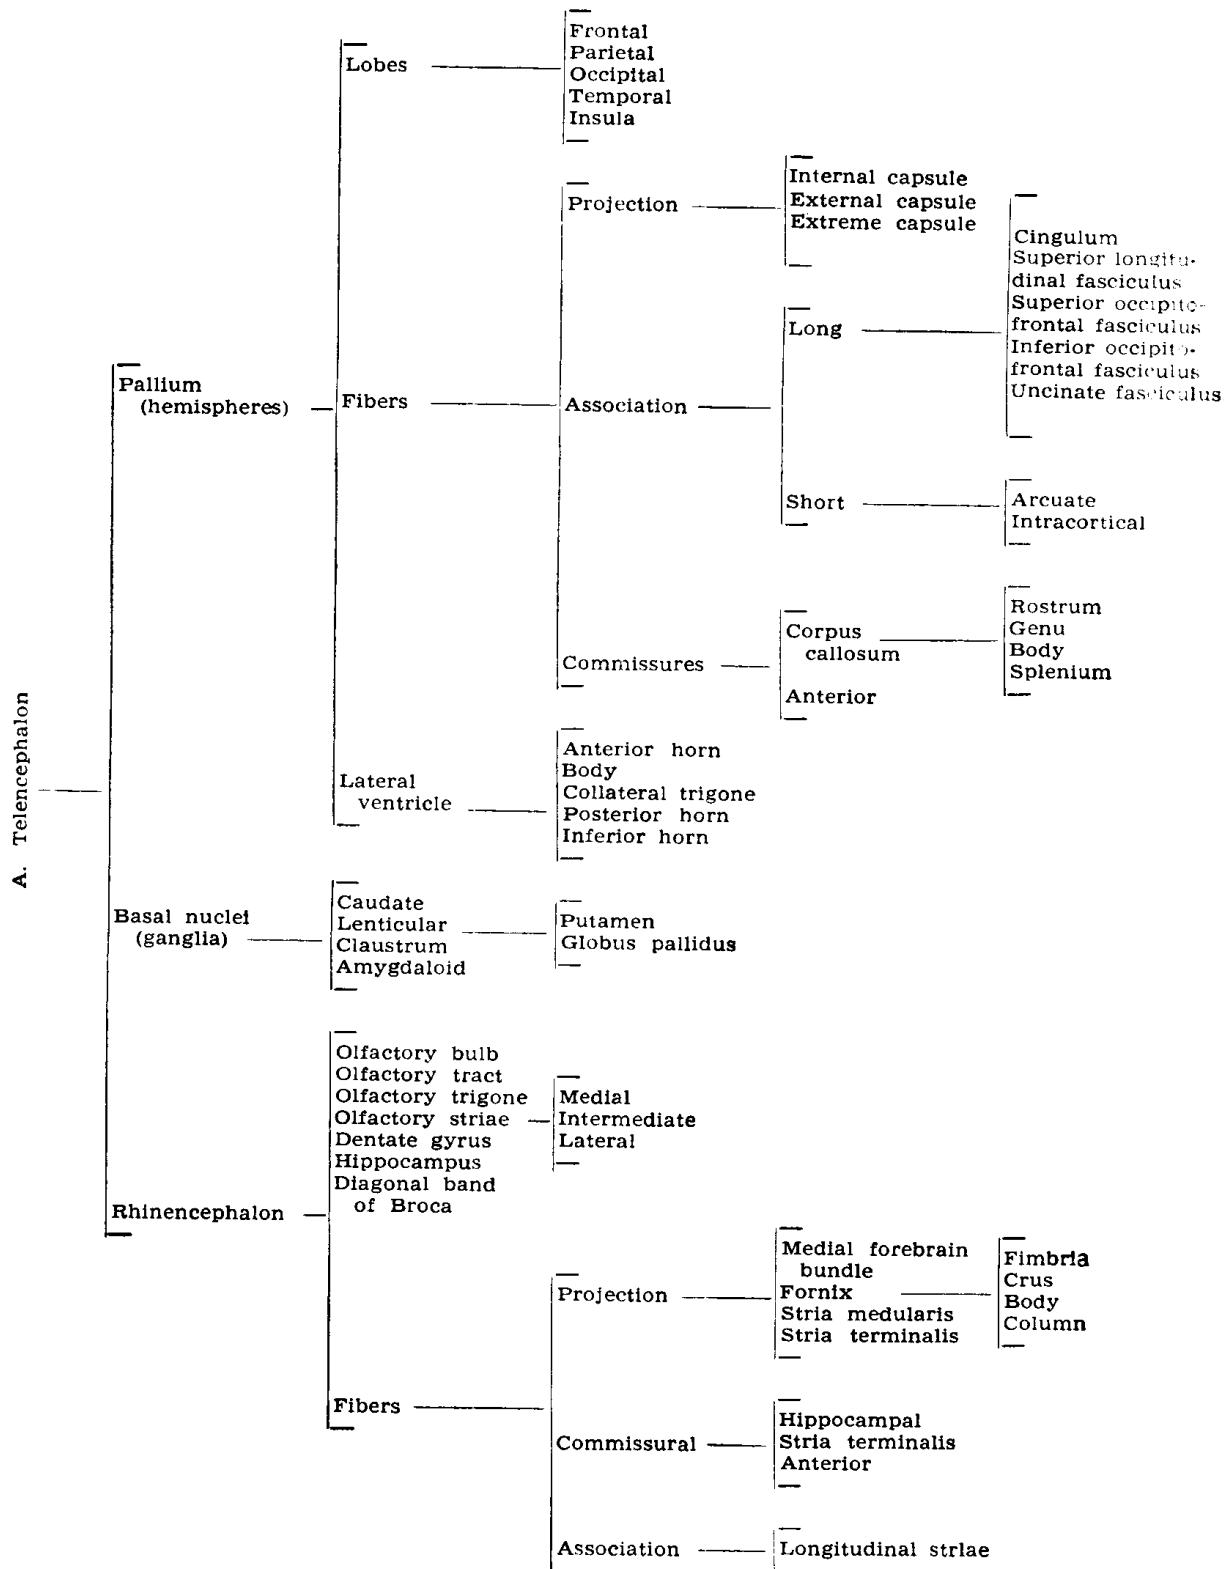 A. Telencephalon
Pallium
(hemispheres)
Lobes
Frontal
Parietal
Occipital
Temporal
Insula
Fibers
Projection
Internal capsule
External capsule
Extreme capsule
Association
Long
Cingulum
Superior longitu-
dinal fasciculus
Superior occipito-
frontal fasciculus
Inferior occipito-
frontal fasciculus
Uncinate fasciculus
Short
Arcuate
Intracortical
Commissures
Corpus
callosum
Rostrum
Genu
Body
Splenium
Anterior
Lateral
ventricle
Anterior horn
Body
Collateral trigone
Posterior horn
Inferior horn
Basal nuclei
(ganglia)
Caudate
Lenticular
Claustrum
Amygdaloid
Putamen
Globus pallidus
Rhinencephalon
Olfactory bulb
Olfactory tract
Olfactory trigone
Olfactory striae
Dentate gyrus
Hippocampus
Diagonal band
of Broca
Medial
Intermediate
Lateral
Fibers
Projection
Medial forebrain
bundle
Fornix
Stria medularis
Stria terminalis
Fimbria
Crus
Body
Column
Commissural
Hippocampal
Stria terminalis
Anterior
Association
Longitudinal striae